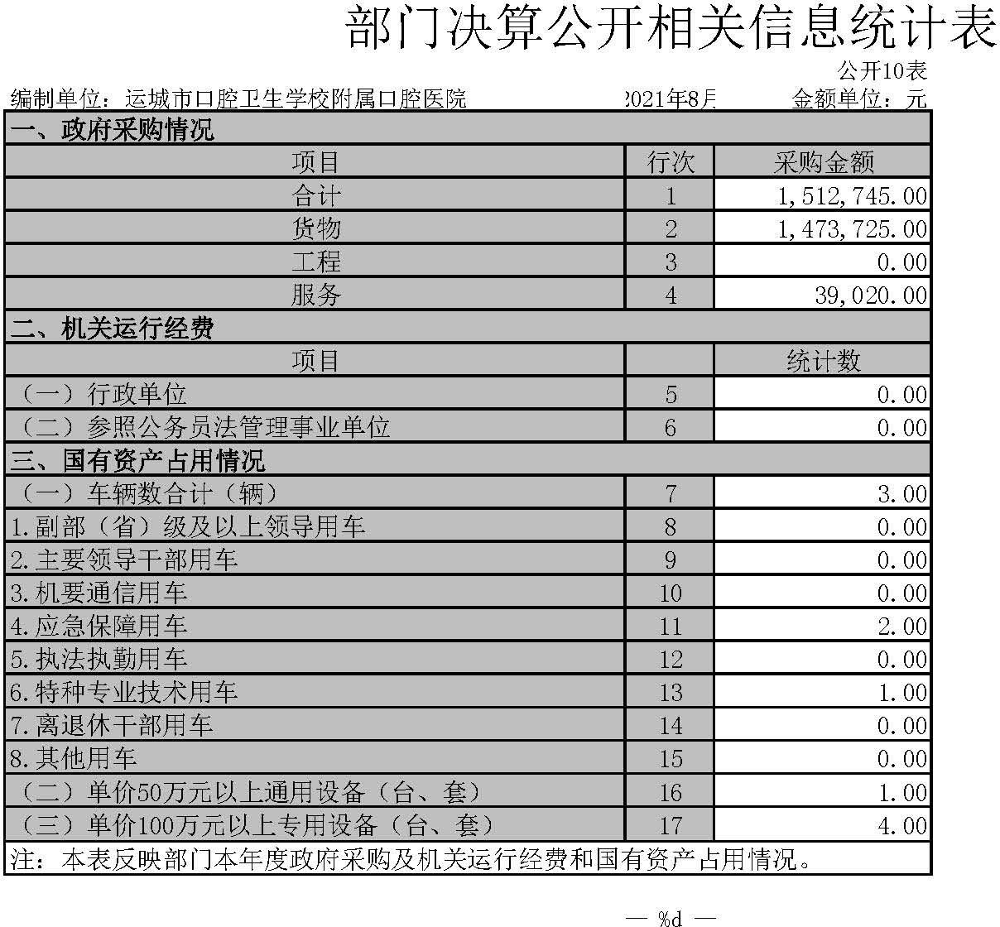 部门决算公开相关信息统计表
公开10表
编制单位：运城市口腔卫生学校附属口腔医院 2021年8月 金额单位：元
一、政府采购情况
项目 行次 采购金额
合计 1 1,512,745.00
货物 2 1,473,725.00
工程 3 0.00
服务 4 39,020.00
二、机关运行经费
项目 统计数
（一）行政单位 5 0.00
（二）参照公务员法管理事业单位 6 0.00
三、国有资产占用情况
（一）车辆数合计（辆） 7 3.00
1.副部（省）级及以上领导用车 8 0.00
2.主要领导干部用车 9 0.00
3.机要通信用车 10 0.00
4.应急保障用车 11 2.00
5.执法执勤用车 12 0.00
6.特种专业技术用车 13 1.00
7.离退休干部用车 14 0.00
8.其他用车 15 0.00
（二）单价50万元以上通用设备（台、套） 16 1.00
（三）单价100万元以上专用设备（台、套） 17 4.00
注：本表反映部门本年度政府采购及机关运行经费和国有资产占用情况。
— %d —